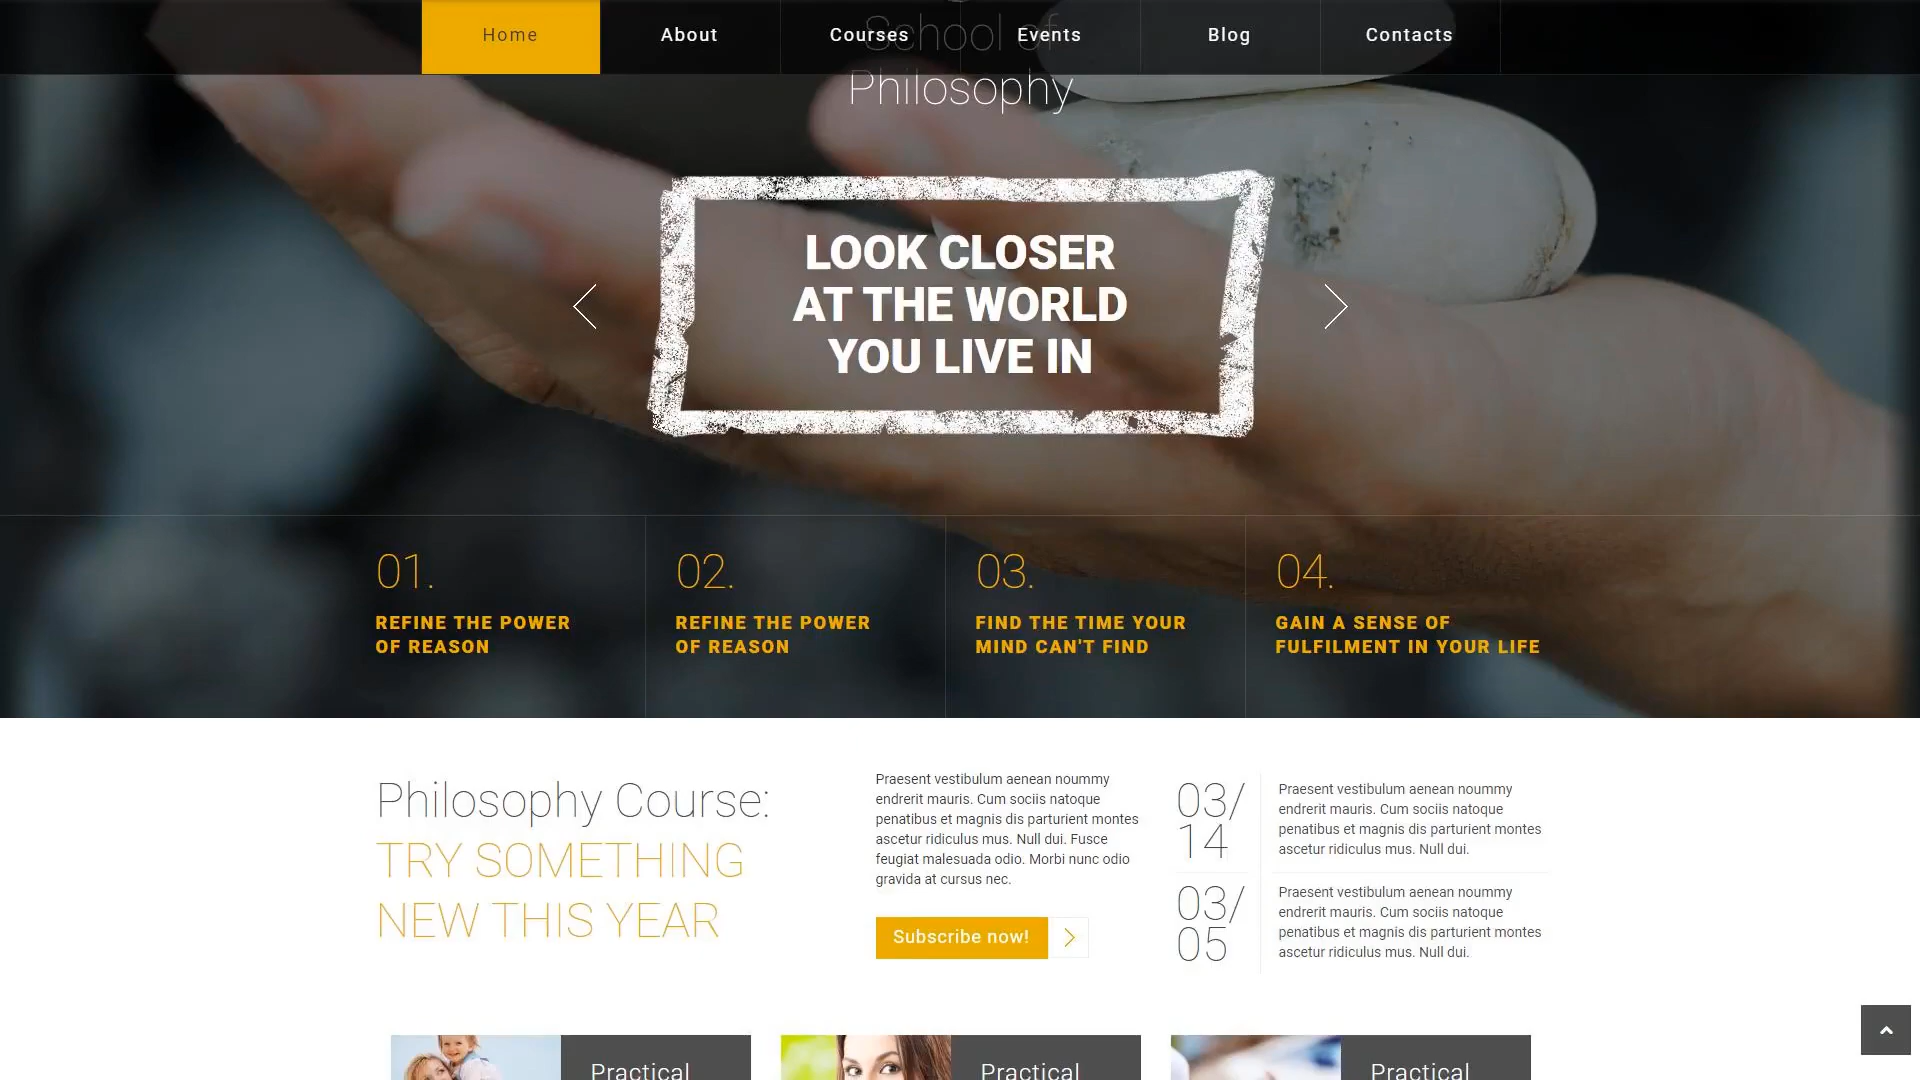 Home
About
Courses
Events
Blog
Contacts
School of
Philosophy
LOOK CLOSER
AT THE WORLD
YOU LIVE IN
01.
REFINE THE POWER
OF REASON
02.
REFINE THE POWER
OF REASON
03.
FIND THE TIME YOUR
MIND CAN'T FIND
04.
GAIN A SENSE OF
FULFILMENT IN YOUR LIFE
Philosophy Course:
TRY SOMETHING
NEW THIS YEAR
Praesent vestibulum aenean noummy
endrerit mauris. Cum sociis natoque
penatibus et magnis dis parturient montes
ascetur ridiculus mus. Null dui. Fusce
feugiat malesuada odio. Morbi nunc odio
gravida at cursus nec.
Subscribe now!
03/
14
Praesent vestibulum aenean noummy
endrerit mauris. Cum sociis natoque
penatibus et magnis dis parturient montes
ascetur ridiculus mus. Null dui.
03/
05
Praesent vestibulum aenean noummy
endrerit mauris. Cum sociis natoque
penatibus et magnis dis parturient montes
ascetur ridiculus mus. Null dui.
Practical
Practical
Practical